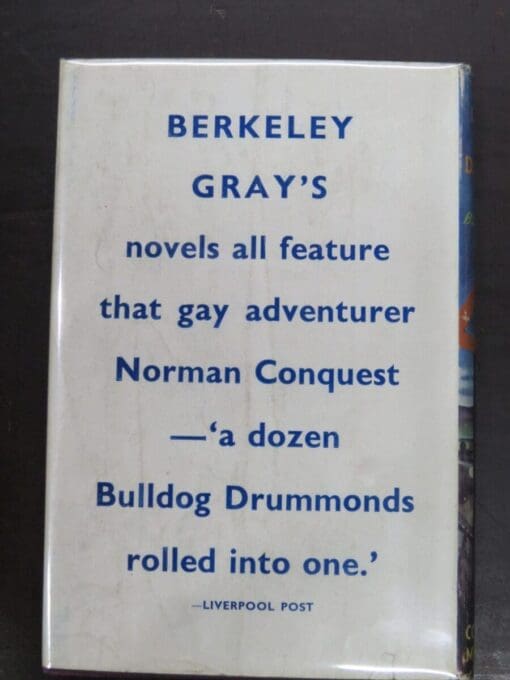 BERKELEY
GRAY'S
novels all feature
that gay adventurer
Norman Conquest
—'a dozen
Bulldog Drummonds
rolled into one.'
—LIVERPOOL POST